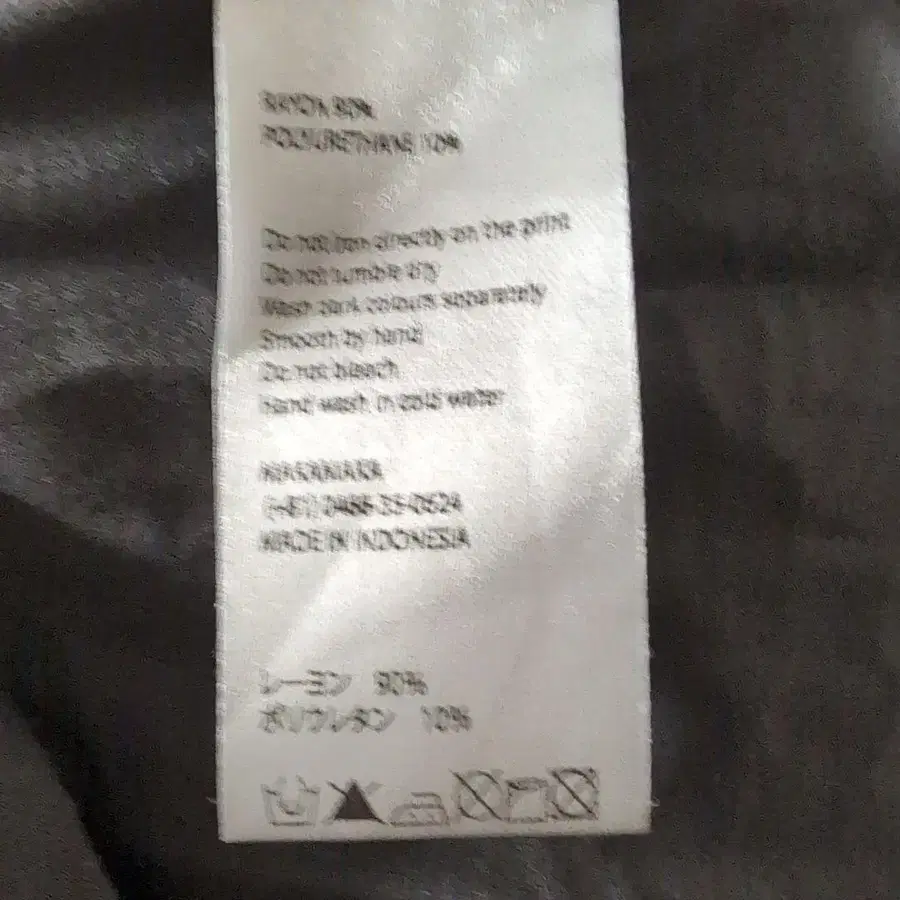 RAYON 90%
POLYURETHANE 10%
Do not iron directly on the print
Do not tumble dry
Wash dark colours separately
Smooth by hand
Do not bleach
hand wash in cold water
MADE IN INDONESIA
レーヨン 90%
ポリウレタン 10%